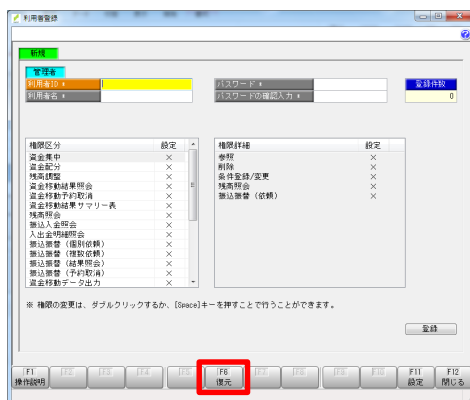 利用者登録
新規
管理者
利用者ID *
パスワード *
登録件数
利用者名 *
パスワードの確認入力 *
0
権限区分 設定
権限詳細 設定
資金集中 ×
参照 ×
資金配分 ×
削除 ×
残高調整 ×
条件登録/変更 ×
資金移動結果照会 ×
残高照会 ×
資金移動予約取消 ×
振込振替（依頼） ×
資金移動結果サマリー表 ×
残高照会 ×
振込入金照会 ×
入出金明細照会 ×
振込振替（個別依頼） ×
振込振替（複数依頼） ×
振込振替（結果照会） ×
振込振替（予約取消） ×
資金移動データ出力 ×
※ 権限の変更は、ダブルクリックするか、[Space]キーを押すことで行うことができます。
登録
F1 F6 F11 F12
操作説明 復元 設定 閉じる